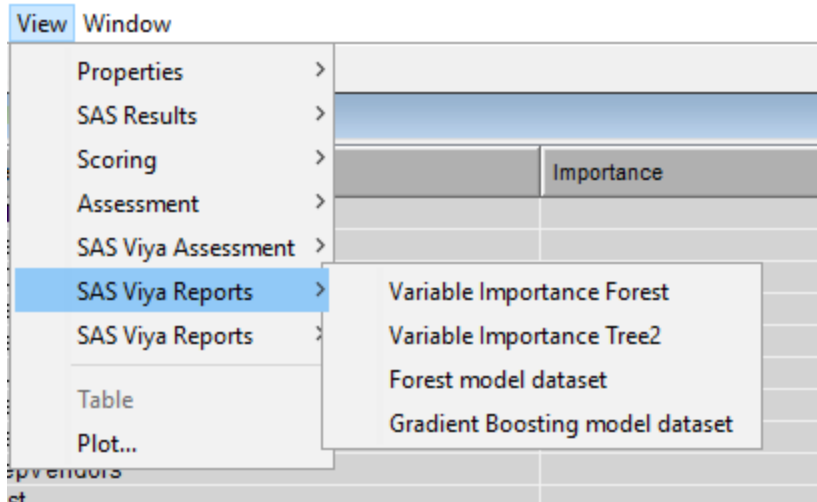 View Window
Properties
SAS Results
Scoring
Assessment
SAS Viya Assessment
SAS Viya Reports
SAS Viya Reports
Table
Plot...
Importance
Variable Importance Forest
Variable Importance Tree2
Forest model dataset
Gradient Boosting model dataset